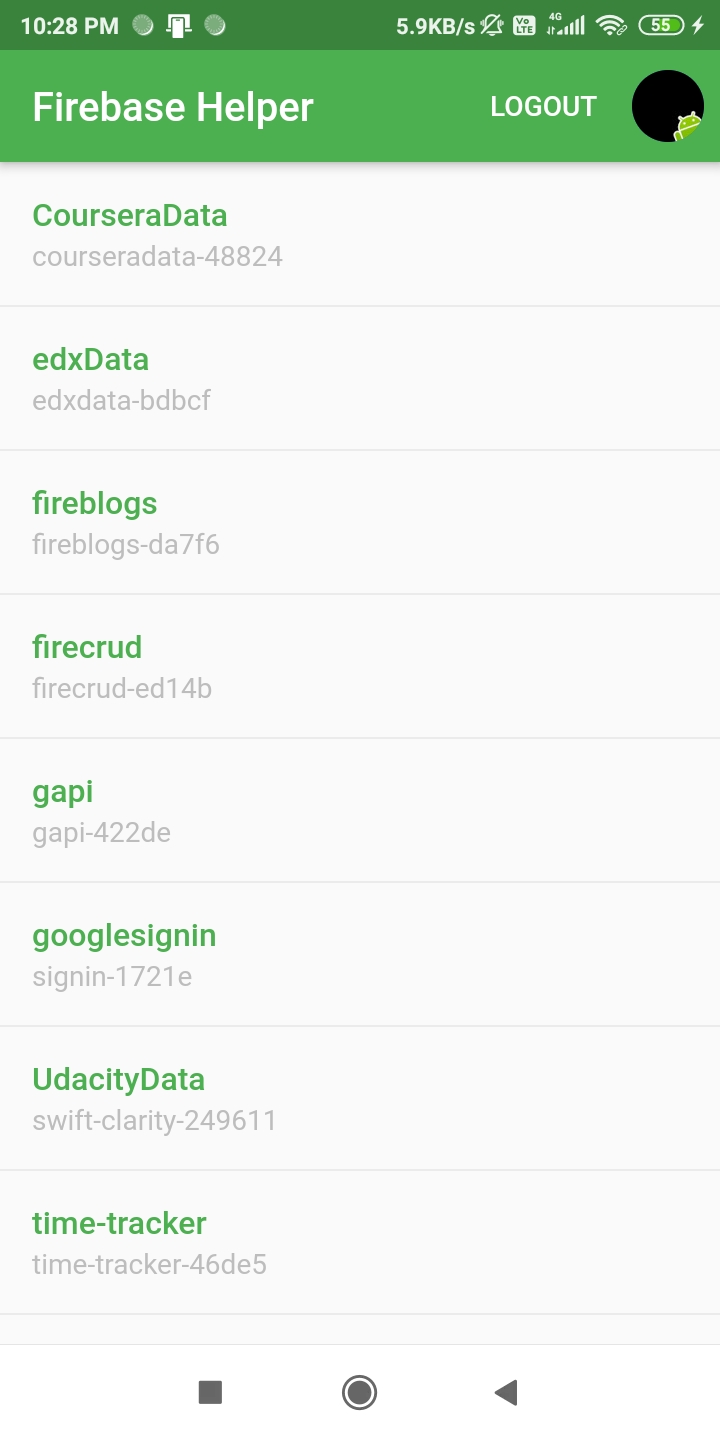 10:28 PM 5.9KB/s Vo LTE 4G 55
Firebase Helper LOGOUT
CourseraData
courseradata-48824
edxData
edxdata-bdbcf
fireblogs
fireblogs-da7f6
firecrud
firecrud-ed14b
gapi
gapi-422de
googlesignin
signin-1721e
UdacityData
swift-clarity-249611
time-tracker
time-tracker-46de5